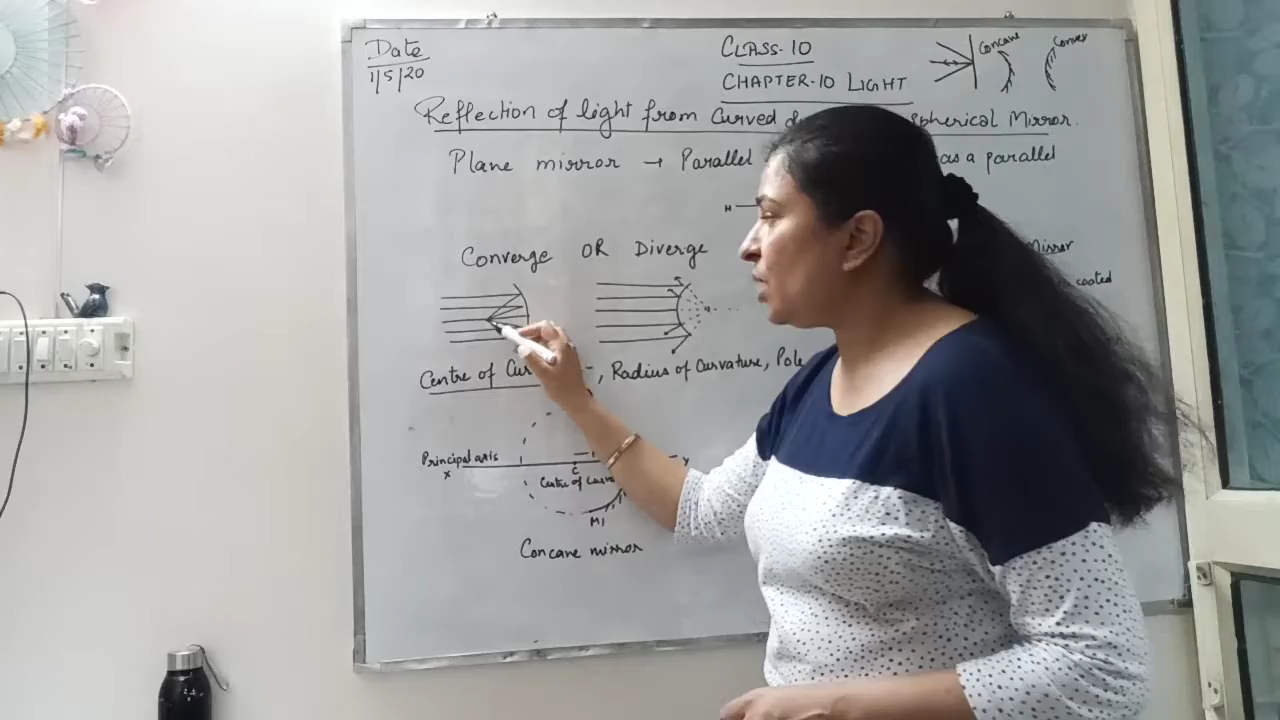 Date
1/5/20
CLASS-10
CHAPTER-10 LIGHT
Concave
Convex
Reflection of light from Curved & Spherical Mirror.
Plane mirror → Parallel as a parallel
M
Converge OR Diverge
Mirror
coated
Centre of Cur , Radius of Curvature, Pole
Principal axis
X
C
Y
Centre of Curva
M1
Concave mirror